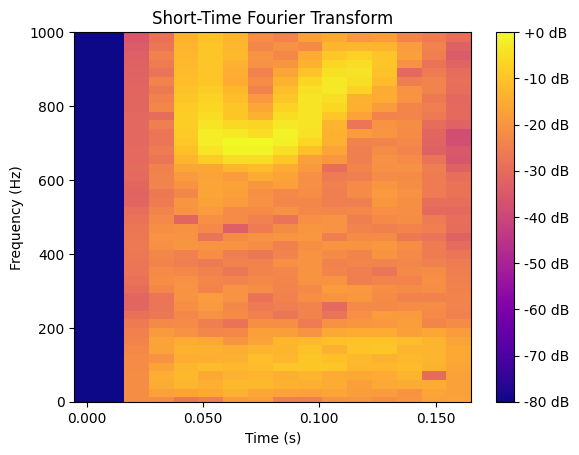 Short-Time Fourier Transform
Frequency (Hz)
1000
800
600
400
200
0
0.000
0.050
0.100
0.150
Time (s)
+0 dB
-10 dB
-20 dB
-30 dB
-40 dB
-50 dB
-60 dB
-70 dB
-80 dB